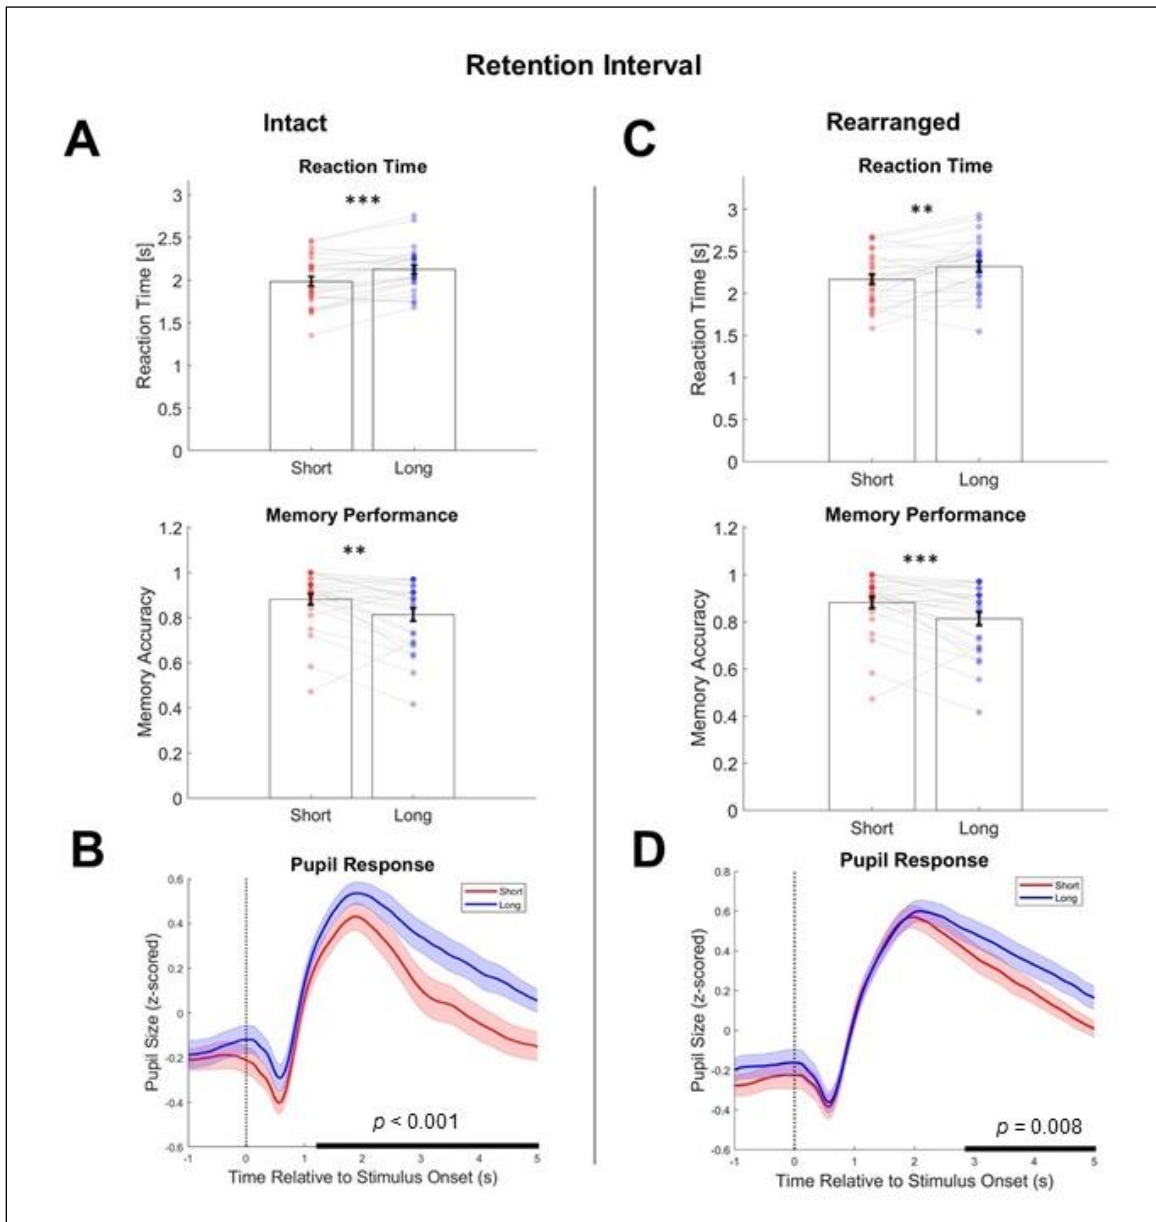 Retention Interval
A
Intact
Reaction Time
***
3
2.5
2
1.5
1
0.5
0
Reaction Time [s]
Short Long
Memory Performance
**
1.2
1
0.8
0.6
0.4
0.2
0
Memory Accuracy
Short Long
B
Pupil Response
Short
Long
0.6
0.4
0.2
0
-0.2
-0.4
-0.6
Pupil Size (z-scored)
p < 0.001
-1 0 1 2 3 4 5
Time Relative to Stimulus Onset (s)
C
Rearranged
Reaction Time
**
3
2.5
2
1.5
1
0.5
0
Reaction Time [s]
Short Long
Memory Performance
***
1.2
1
0.8
0.6
0.4
0.2
0
Memory Accuracy
Short Long
D
Pupil Response
Short
Long
0.8
0.6
0.4
0.2
0
-0.2
-0.4
-0.6
Pupil Size (z-scored)
p = 0.008
-1 0 1 2 3 4 5
Time Relative to Stimulus Onset (s)